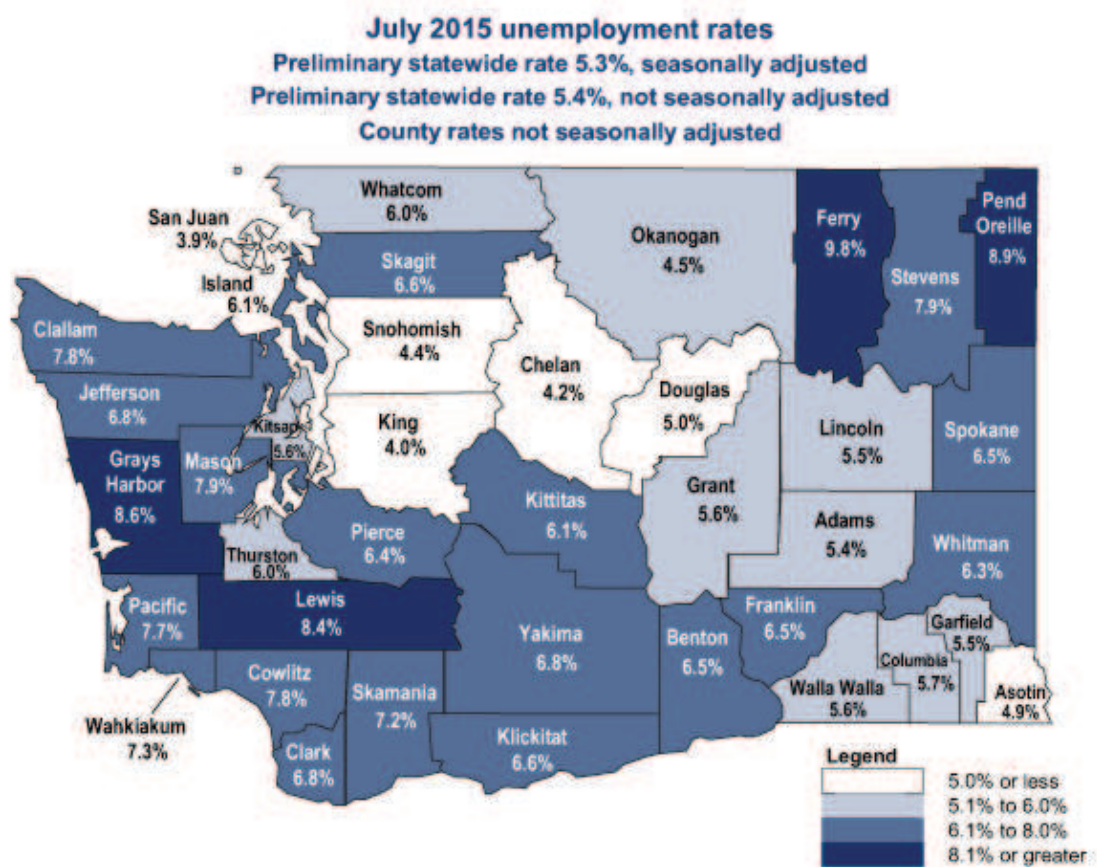 July 2015 unemployment rates
Preliminary statewide rate 5.3%, seasonally adjusted
Preliminary statewide rate 5.4%, not seasonally adjusted
County rates not seasonally adjusted
Whatcom
6.0%
San Juan
3.9%
Skagit
6.6%
Island
6.1%
Okanogan
4.5%
Ferry
9.8%
Stevens
7.9%
Pend
Oreille
8.9%
Clallam
7.8%
Snohomish
4.4%
Chelan
4.2%
Douglas
5.0%
Jefferson
6.8%
Kitsap
5.6%
King
4.0%
Lincoln
5.5%
Spokane
6.5%
Grays
Harbor
8.6%
Mason
7.9%
Kittitas
6.1%
Grant
5.6%
Adams
5.4%
Pierce
6.4%
Thurston
6.0%
Whitman
6.3%
Pacific
7.7%
Lewis
8.4%
Yakima
6.8%
Benton
6.5%
Franklin
6.5%
Garfield
5.5%
Columbia
5.7%
Walla Walla
5.6%
Asotin
4.9%
Cowlitz
7.8%
Skamania
7.2%
Wahkiakum
7.3%
Clark
6.8%
Klickitat
6.6%
Legend
5.0% or less
5.1% to 6.0%
6.1% to 8.0%
8.1% or greater